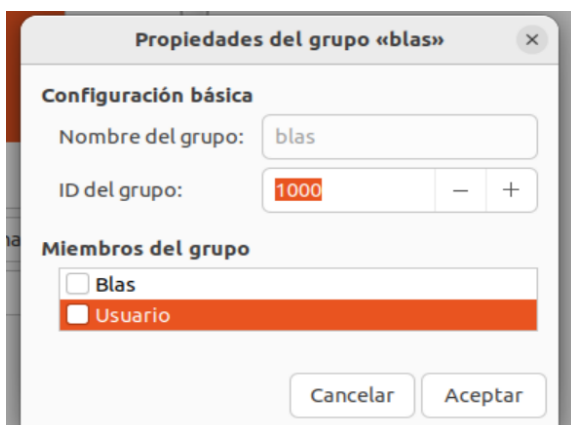 Propiedades del grupo «blas»
Configuración básica
Nombre del grupo: blas
ID del grupo: 1000
Miembros del grupo
Blas
Usuario
Cancelar Aceptar